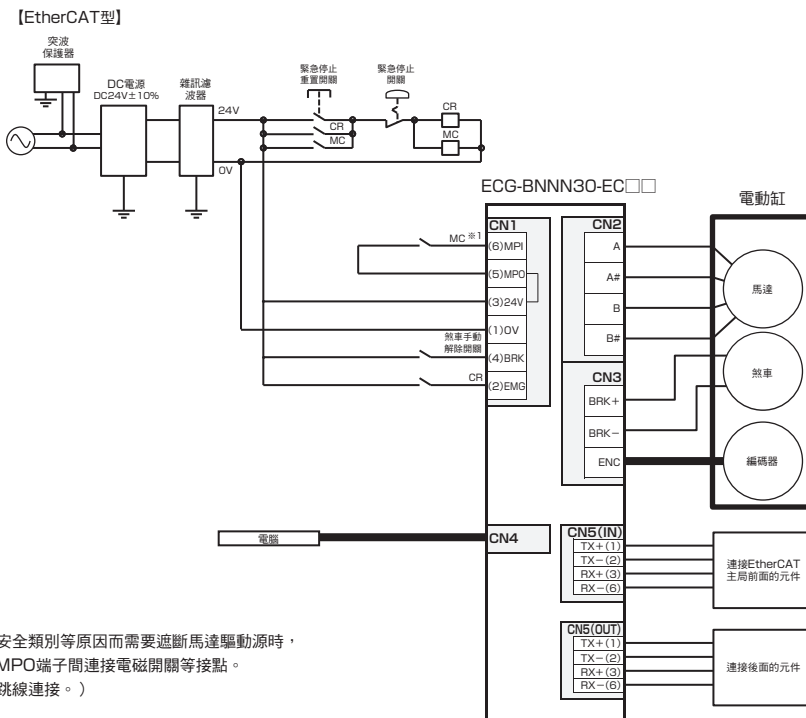 【EtherCAT型】
突波
保護器
DC電源
DC24V±10%
雜訊濾
波器
24V
0V
緊急停止
重置開關
緊急停止
開關
CR
MC
CR
MC
ECG-BNNN30-EC□□
電動缸
CN1
MC ※1
(6)MPI
(5)MPO
(3)24V
(1)0V
煞車手動
解除開關
(4)BRK
CR
(2)EMG
CN2
A
A#
B
B#
CN3
BRK+
BRK−
ENC
馬達
煞車
編碼器
電腦
CN4
CN5(IN)
TX+(1)
TX−(2)
RX+(3)
RX−(6)
連接EtherCAT
主局前面的元件
CN5(OUT)
TX+(1)
TX−(2)
RX+(3)
RX−(6)
連接後面的元件
安全類別等原因而需要遮斷馬達驅動源時，
MPO端子間連接電磁開關等接點。
跳線連接。）